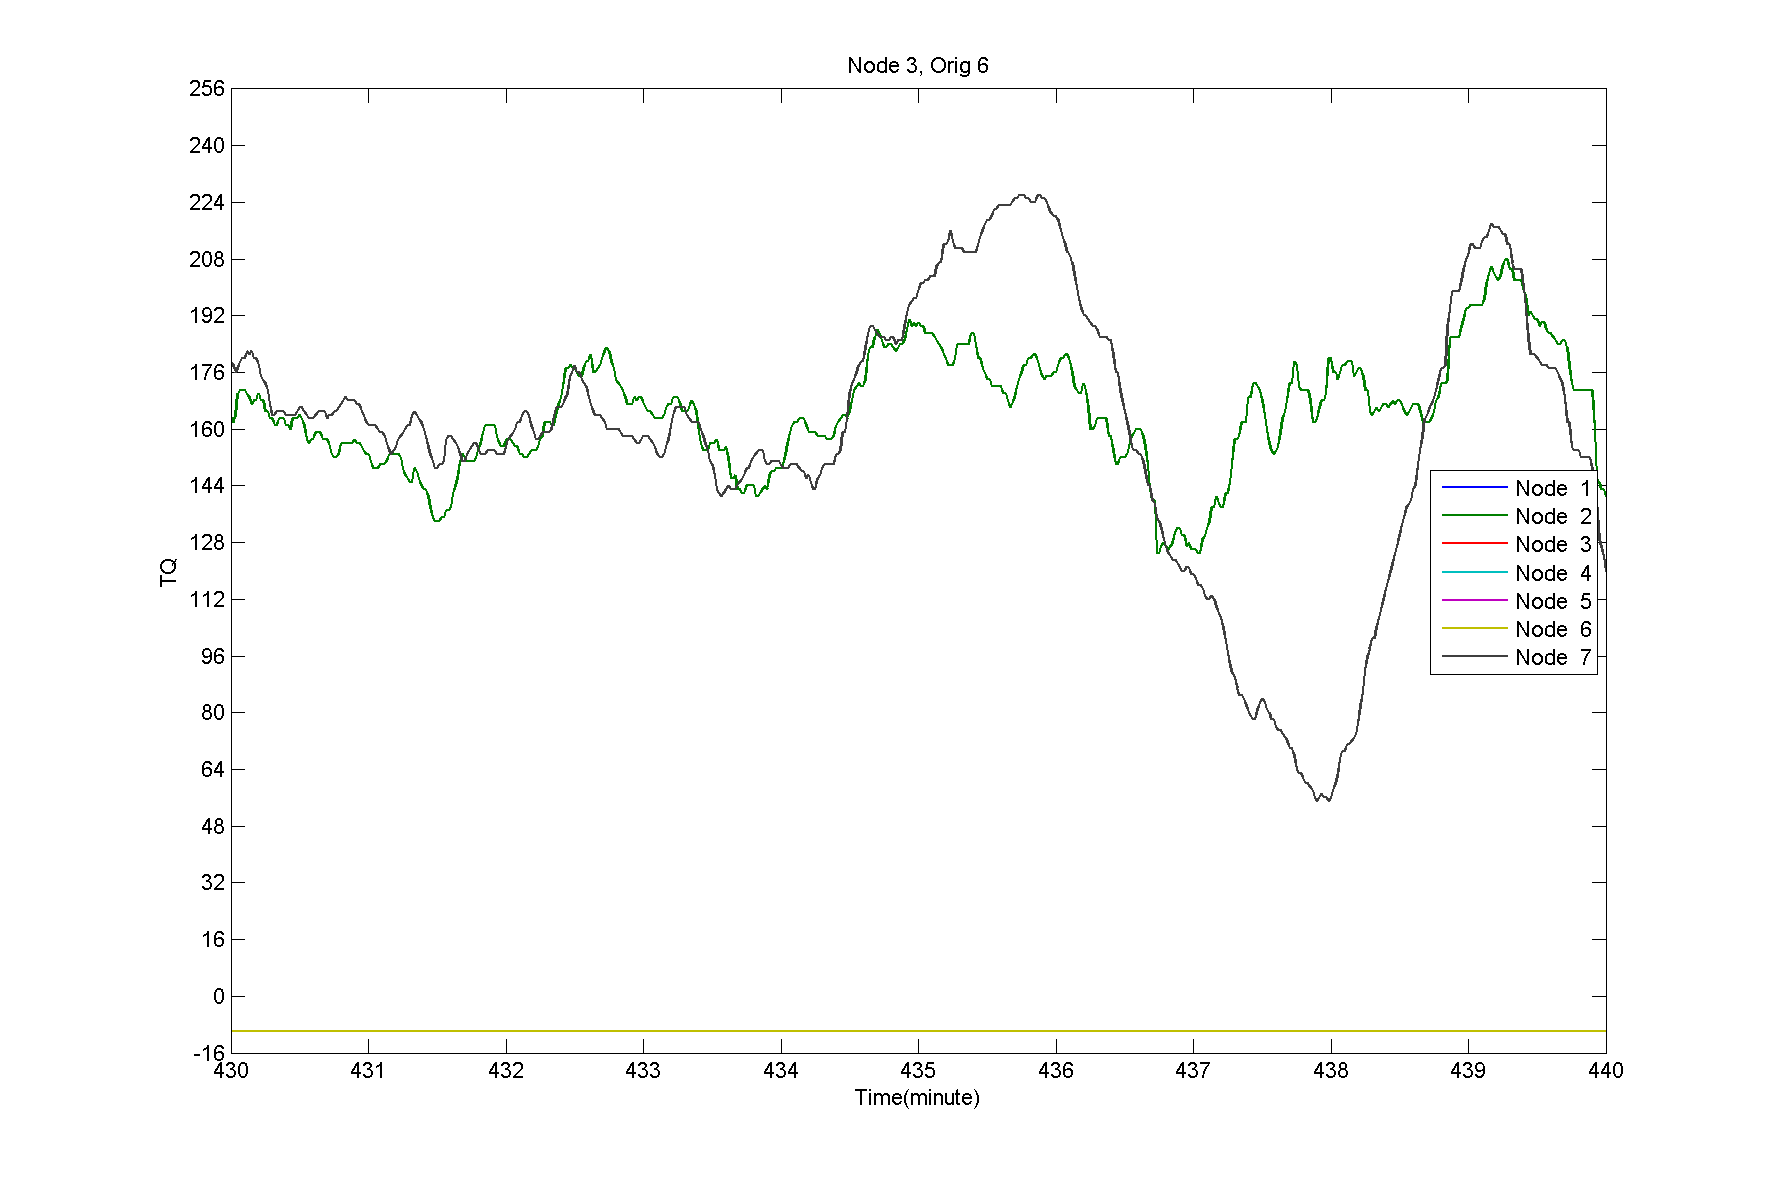 Node 3, Orig 6
256
240
224
208
192
176
160
144
128
112
96
80
64
48
32
16
0
-16
TQ
Node 1
Node 2
Node 3
Node 4
Node 5
Node 6
Node 7
430 431 432 433 434 435 436 437 438 439 440
Time(minute)